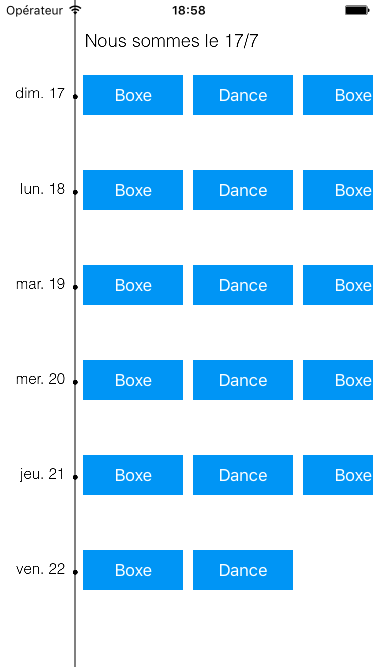 Opérateur 18:58
Nous sommes le 17/7
dim. 17 Boxe Dance Boxe
lun. 18 Boxe Dance Boxe
mar. 19 Boxe Dance Boxe
mer. 20 Boxe Dance Boxe
jeu. 21 Boxe Dance Boxe
ven. 22 Boxe Dance